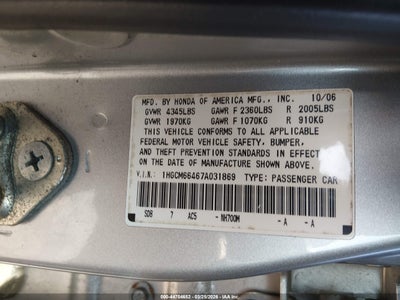 MFD. BY HONDA OF AMERICA MFG., INC. 10/06
GVWR 4345LBS GAWR F 2360LBS R 2005LBS
GVWR 1970KG GAWR F 1070KG R 910KG
THIS VEHICLE CONFORMS TO ALL APPLICABLE
FEDERAL MOTOR VEHICLE SAFETY, BUMPER,
AND THEFT PREVENTION STANDARDS IN EFFECT
ON THE DATE OF MANUFACTURE SHOWN ABOVE.
V.I.N.: 1HGCM66467A031869 TYPE: PASSENGER CAR
SDB 7 AC5 - NH700M - A - A